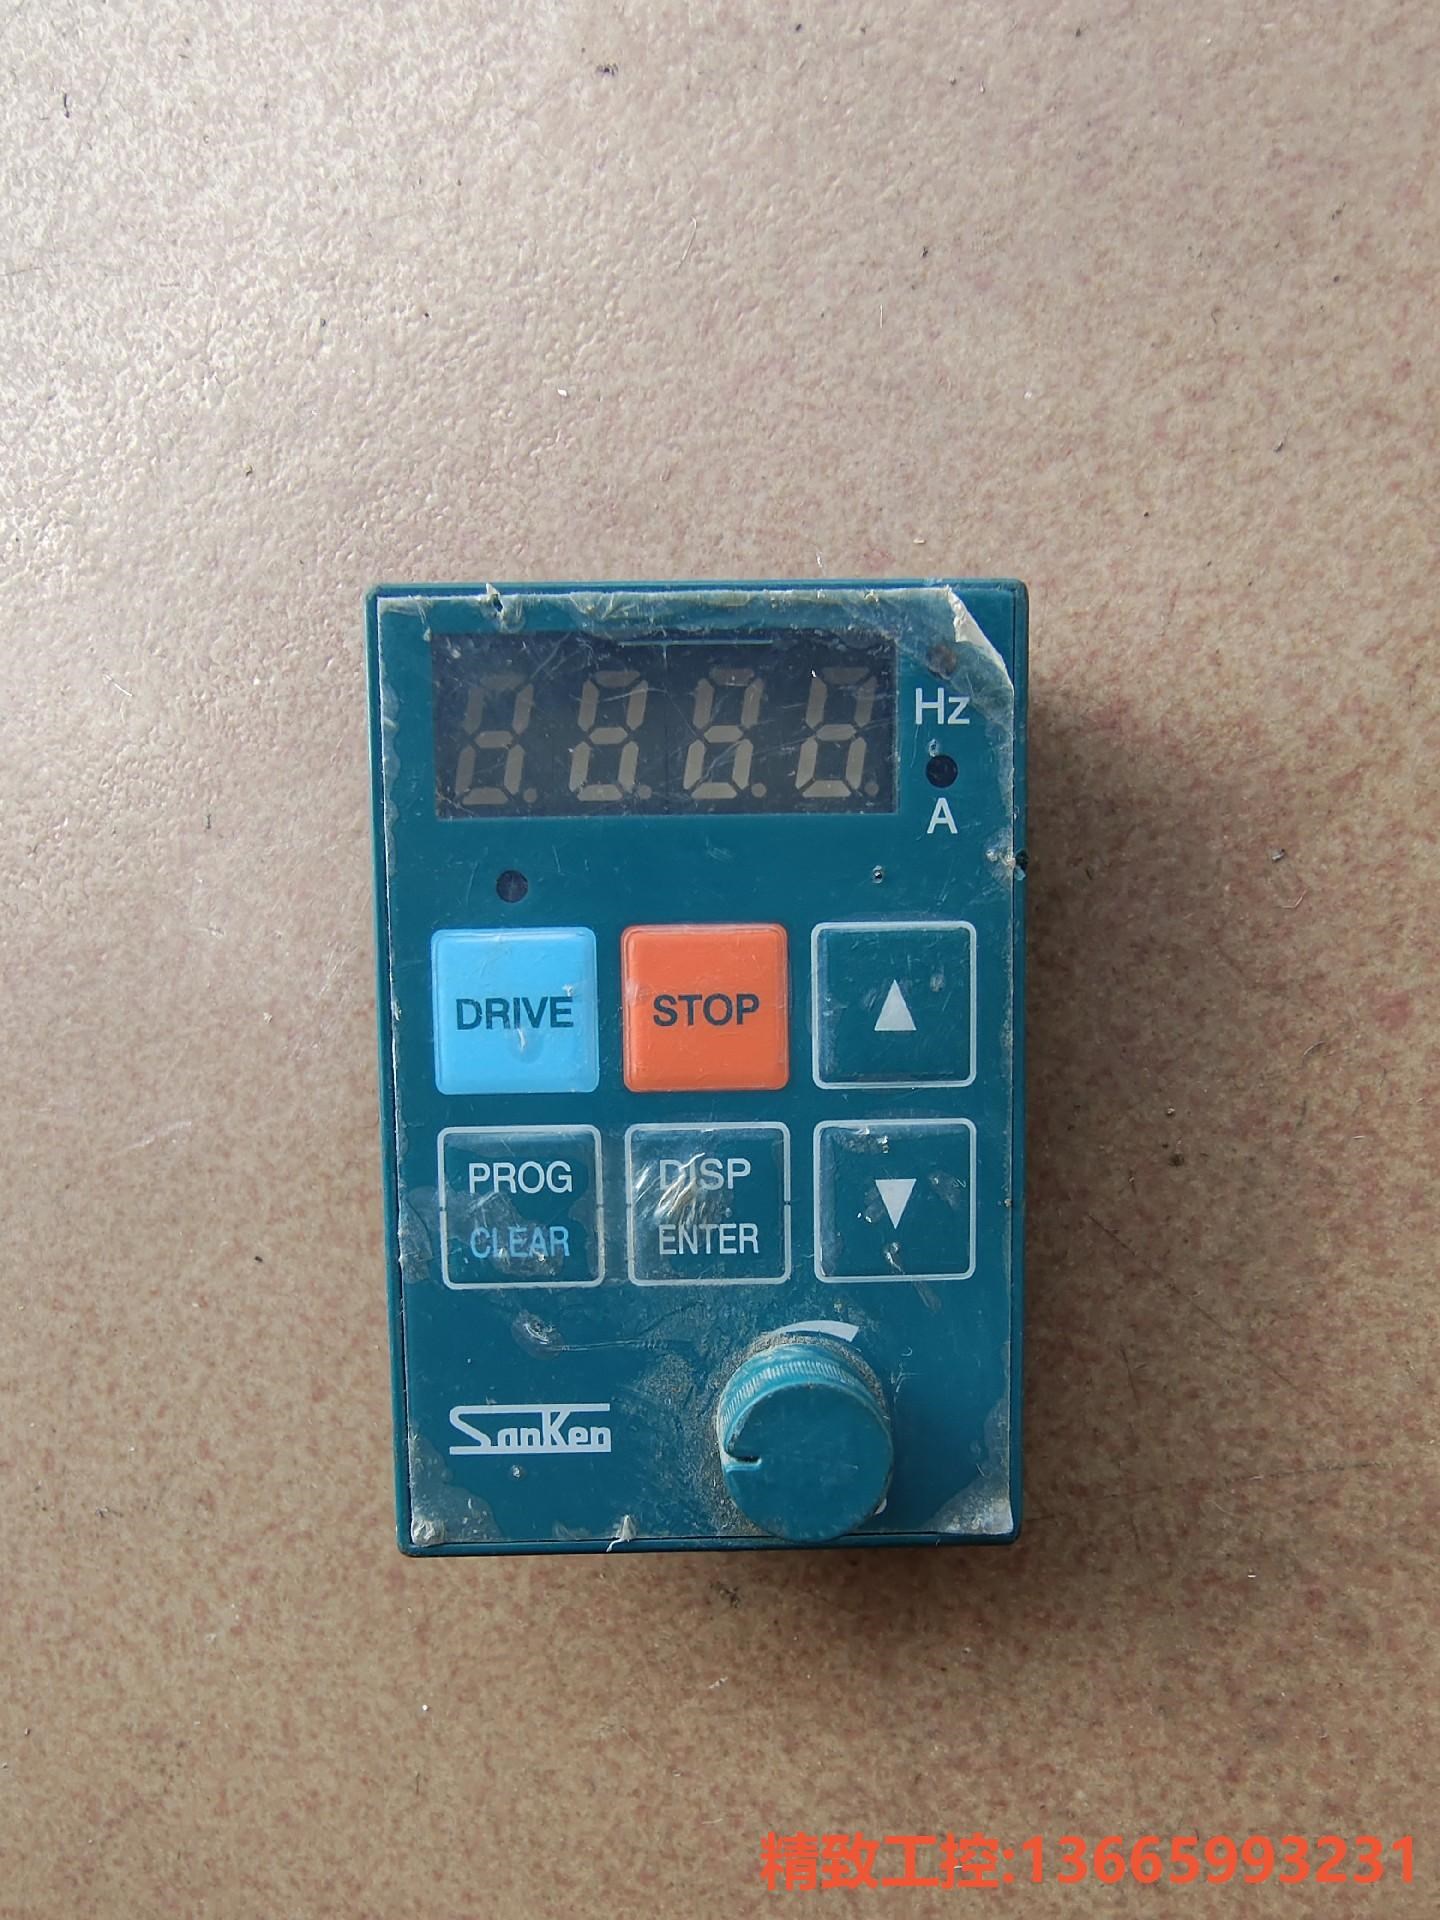 Hz
A
DRIVE
STOP
▲
PROG
CLEAR
DISP
ENTER
▼
SanKen
精致工控:13665993231